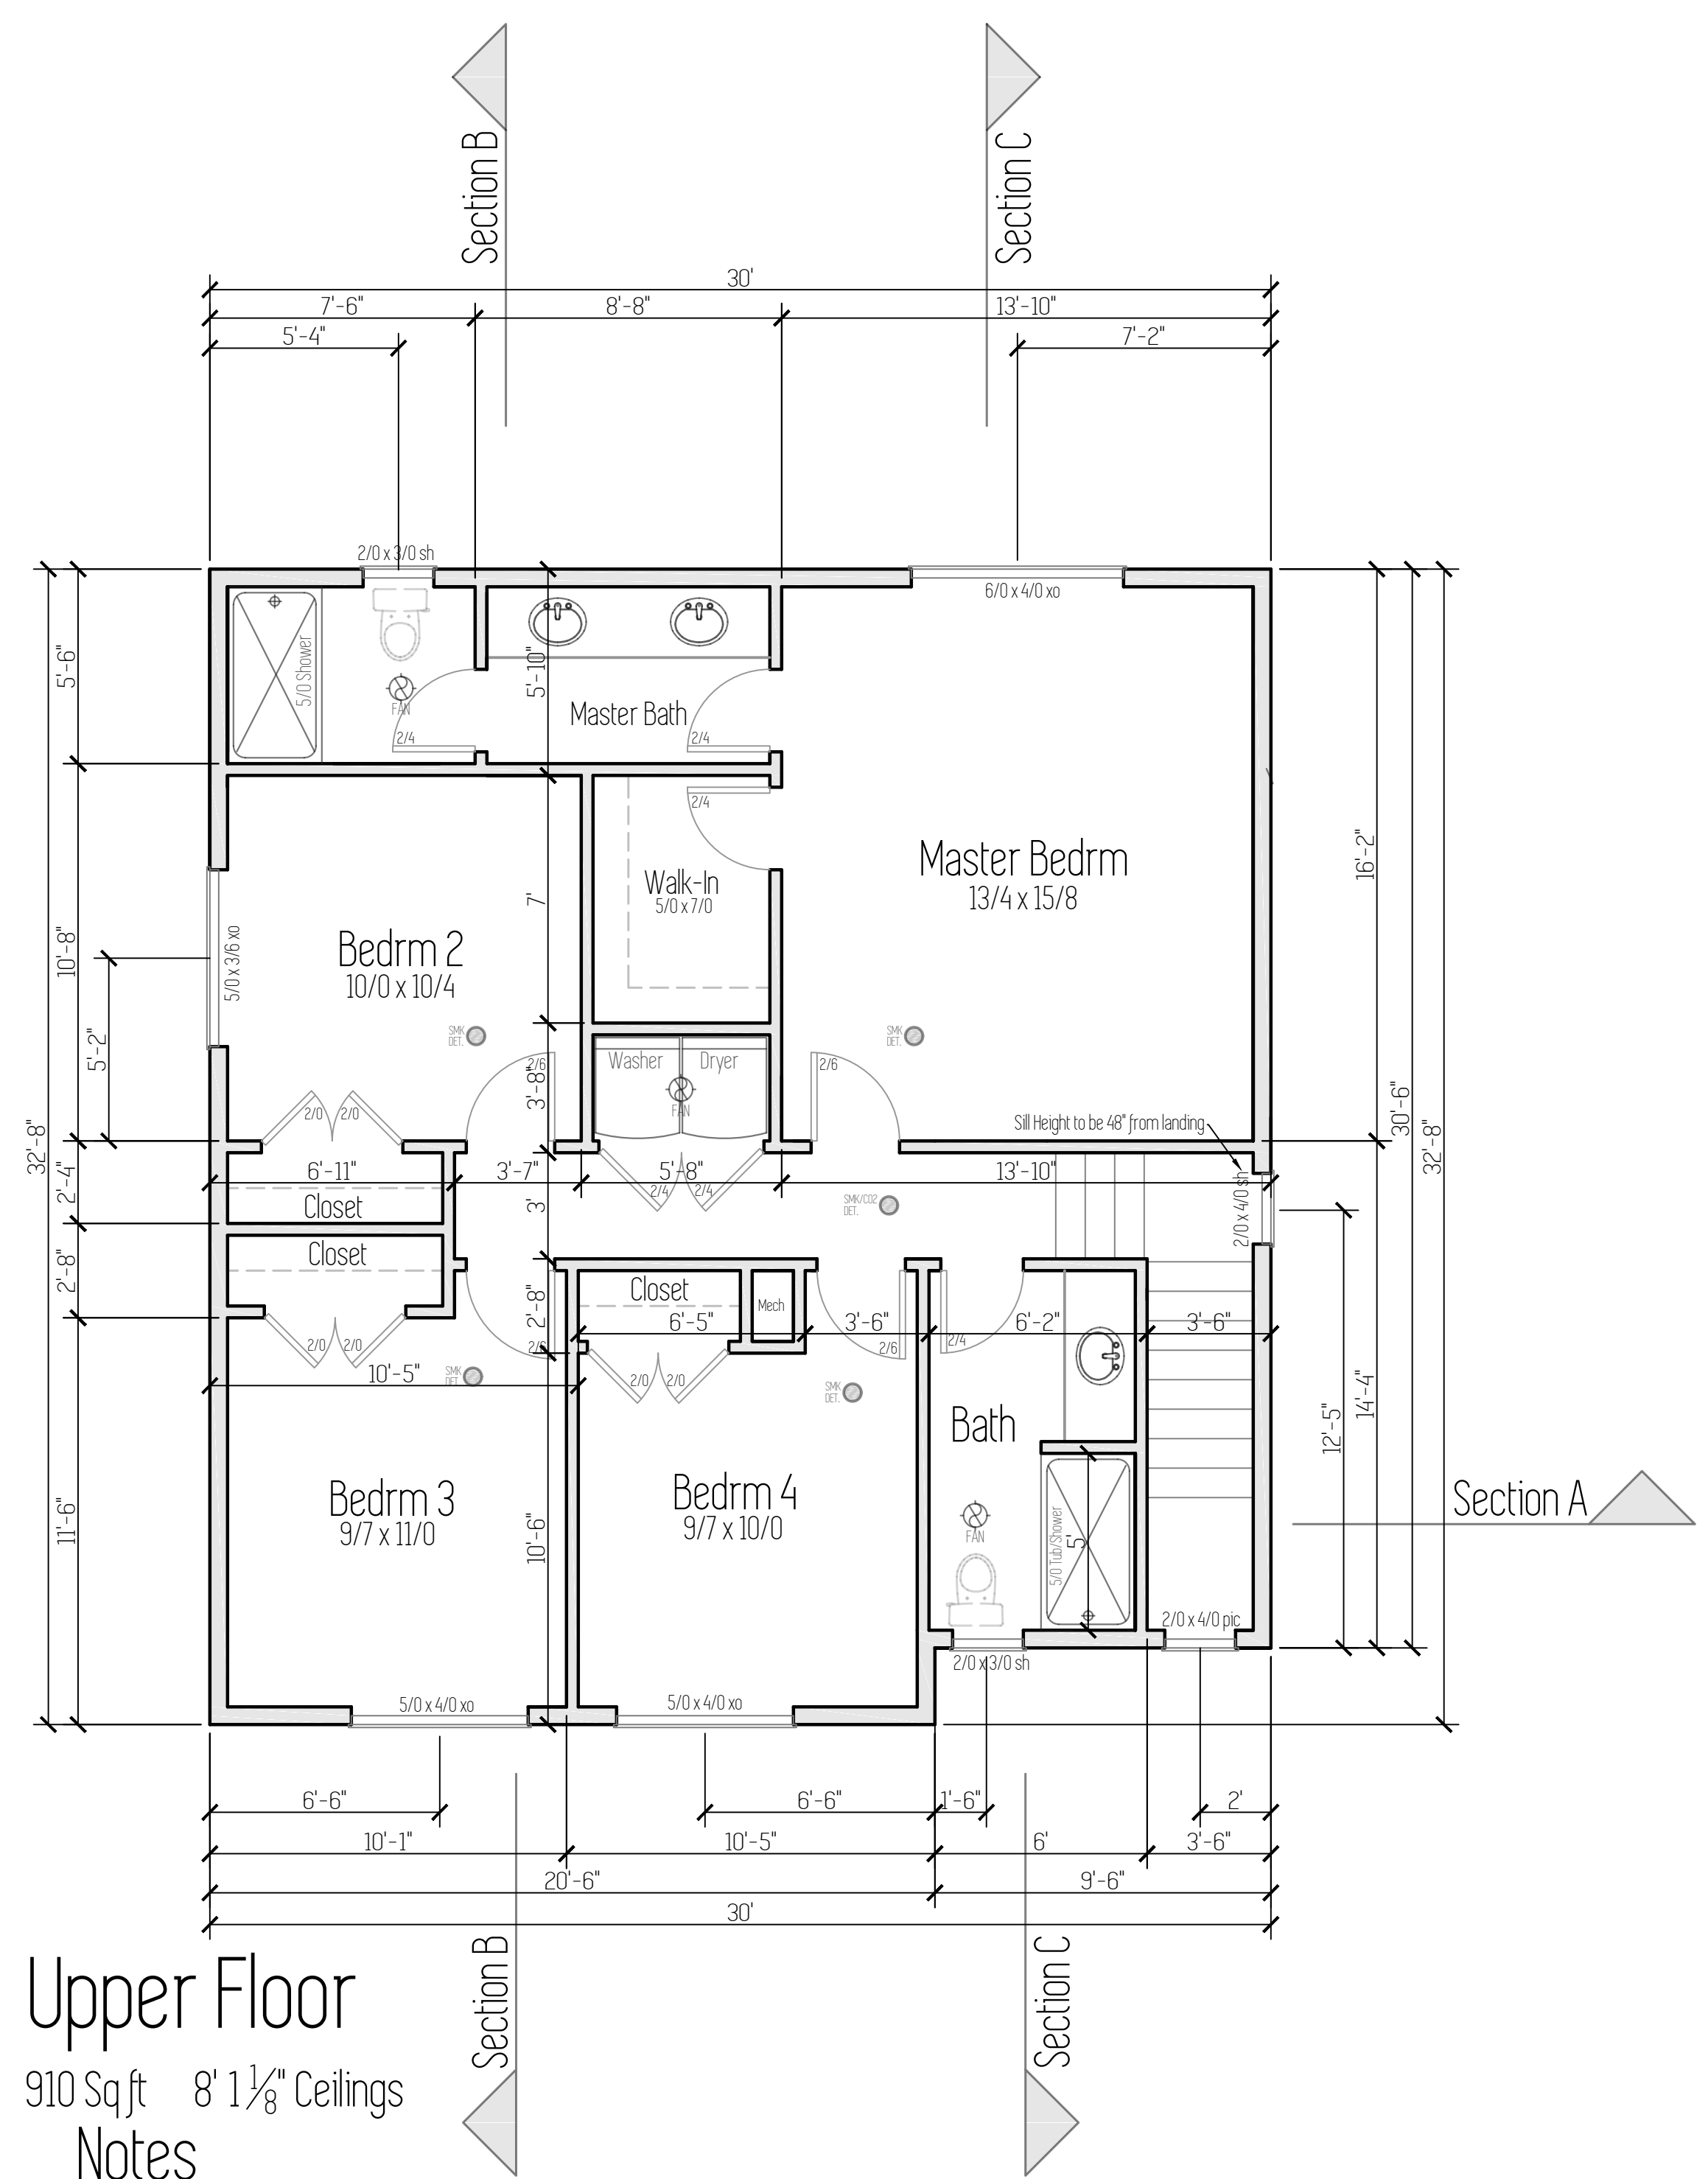 Section B
Section C
30'
7'-6"
8'-8"
13'-10"
5'-4"
7'-2"
2/0 x 3/0 sh
6/0 x 4/0 xo
5/0 Shower
5'-6"
5'-10"
FAN
Master Bath
2/4
2/4
2/4
16'-2"
Master Bedrm
13/4 x 15/8
Walk-In
5/0 x 7/0
7'
Bedrm 2
10/0 x 10/4
5/0 x 3/6 xo
10'-8"
5'-2"
SMK
DET.
SMK
DET.
Washer
Dryer
FAN
2/6
2/6
3'-8"
2/0
2/0
30'-6"
32'-8"
32'-8"
Sill Height to be 48" from landing
6'-11"
3'-7"
5'-8"
13'-10"
2'-4"
Closet
3'
2/4
2/4
SMK/CO2
DET.
2/0 x 4/0 sh
Closet
2'-8"
Closet
2'-8"
Mech
6'-5"
3'-6"
6'-2"
3'-6"
2/0
2/0
2/6
2/6
2/4
10'-5"
SMK
DET.
2/0
2/0
SMK
DET.
14'-4"
12'-5"
Bath
Bedrm 3
9/7 x 11/0
Bedrm 4
9/7 x 10/0
11'-6"
10'-6"
FAN
5/0 Tub/Shower
5'
Section A
2/0 x 4/0 pic
2/0 x 3/0 sh
5/0 x 4/0 xo
5/0 x 4/0 xo
6'-6"
6'-6"
1'-6"
2'
10'-1"
10'-5"
6'
3'-6"
20'-6"
9'-6"
30'
Section B
Section C
Upper Floor
910 Sq ft 8' 1 1/8" Ceilings
Notes